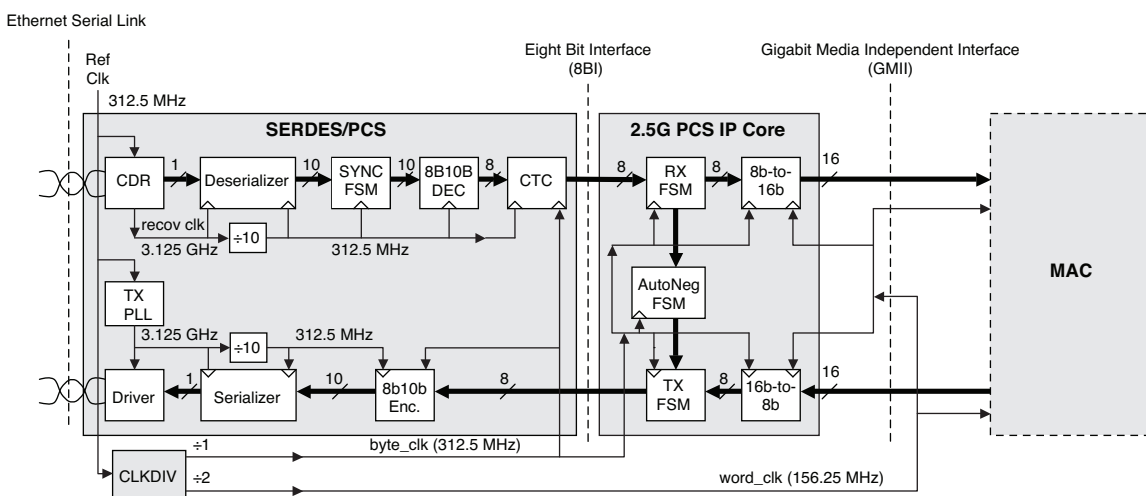 Ethernet Serial Link
Ref
Clk
312.5 MHz
Eight Bit Interface
(8BI)
Gigabit Media Independent Interface
(GMII)
SERDES/PCS
2.5G PCS IP Core
CDR
1
Deserializer
10
SYNC
FSM
10
8B10B
DEC
8
CTC
8
RX
FSM
8
8b-to-
16b
16
recov clk
3.125 GHz
÷10
312.5 MHz
MAC
AutoNeg
FSM
TX
PLL
3.125 GHz
÷10
312.5 MHz
Driver
1
Serializer
10
8b10b
Enc.
8
TX
FSM
8
16b-to-
8b
16
÷1
byte_clk (312.5 MHz)
CLKDIV
÷2
word_clk (156.25 MHz)